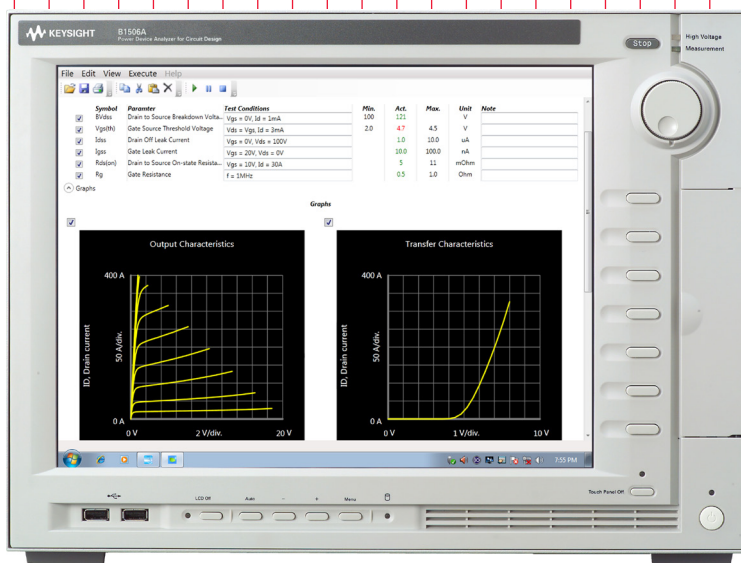 KEYSIGHT B1506A
Power Device Analyzer for Circuit Design
Stop
High Voltage
Measurement
File Edit View Execute Help
Symbol Paramter Test Conditions Min. Act. Max. Unit Note
BVdss Drain to Source Breakdown Volta... Vgs = 0V, Id = 1mA 100 121 V
Vgs(th) Gate Source Threshold Voltage Vds = Vgs, Id = 3mA 2.0 4.7 4.5 V
Idss Drain Off Leak Current Vgs = 0V, Vds = 100V 1.0 10.0 uA
Igss Gate Leak Current Vgs = 20V, Vds = 0V 10.0 100.0 nA
Rds(on) Drain to Source On-state Resista... Vgs = 10V, Id = 30A 5 11 mOhm
Rg Gate Resistance f = 1MHz 0.5 1.0 Ohm
Graphs
Graphs
Output Characteristics
400 A
ID, Drain current
50 A/div.
0 A
0 V 2 V/div. 20 V
Transfer Characteristics
400 A
ID, Drain current
50 A/div.
0 A
0 V 1 V/div. 10 V
7:55 PM
Touch Panel Off
LCD Off Auto - + Menu